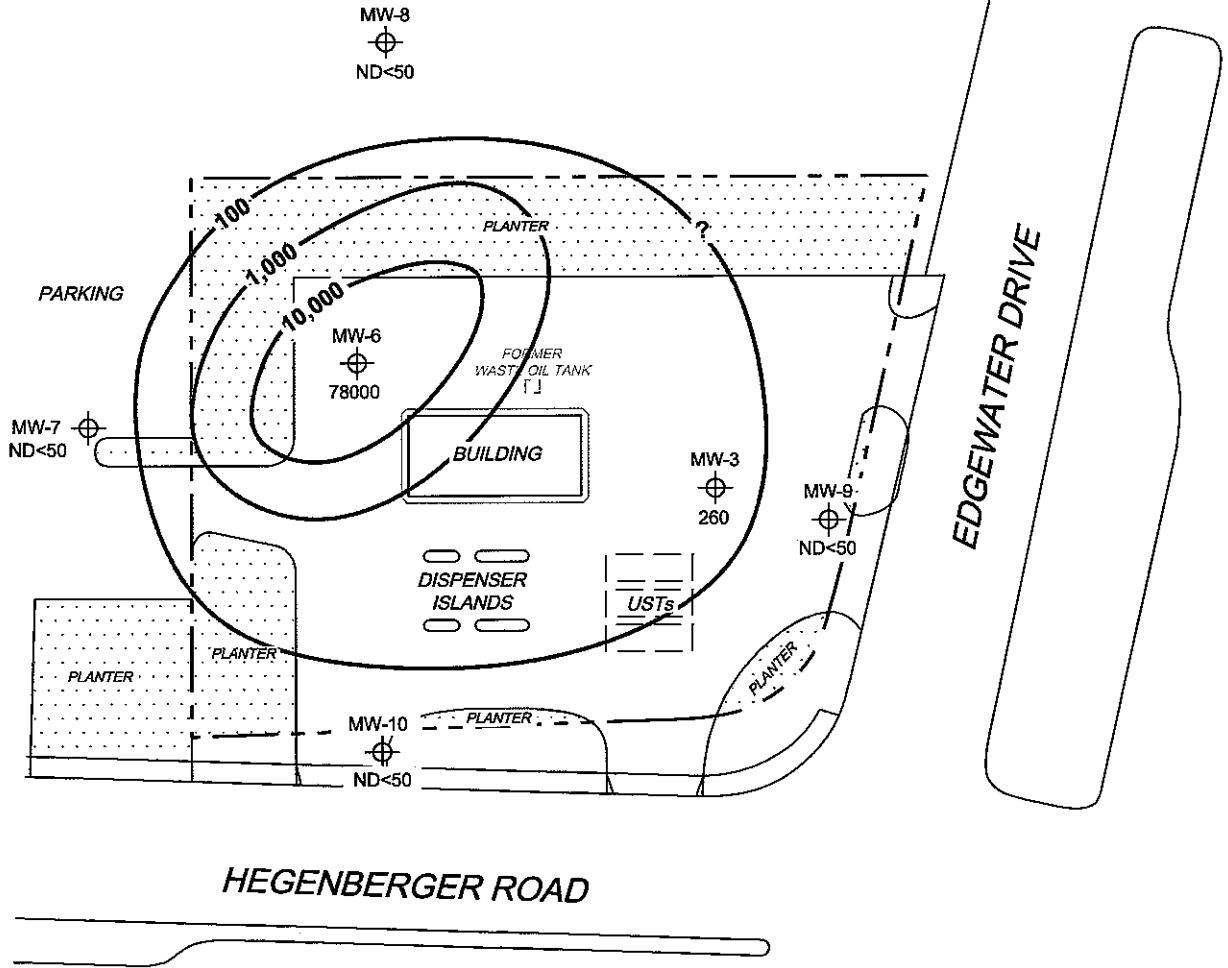 MW-8
ND<50
100
1,000
10,000
PLANTER
?
PARKING
MW-6
78000
FORMER
WASTE OIL TANK
MW-7
ND<50
BUILDING
MW-3
260
MW-9
ND<50
EDGEWATER DRIVE
DISPENSER
ISLANDS
USTs
PLANTER
PLANTER
PLANTER
MW-10
PLANTER
ND<50
HEGENBERGER ROAD